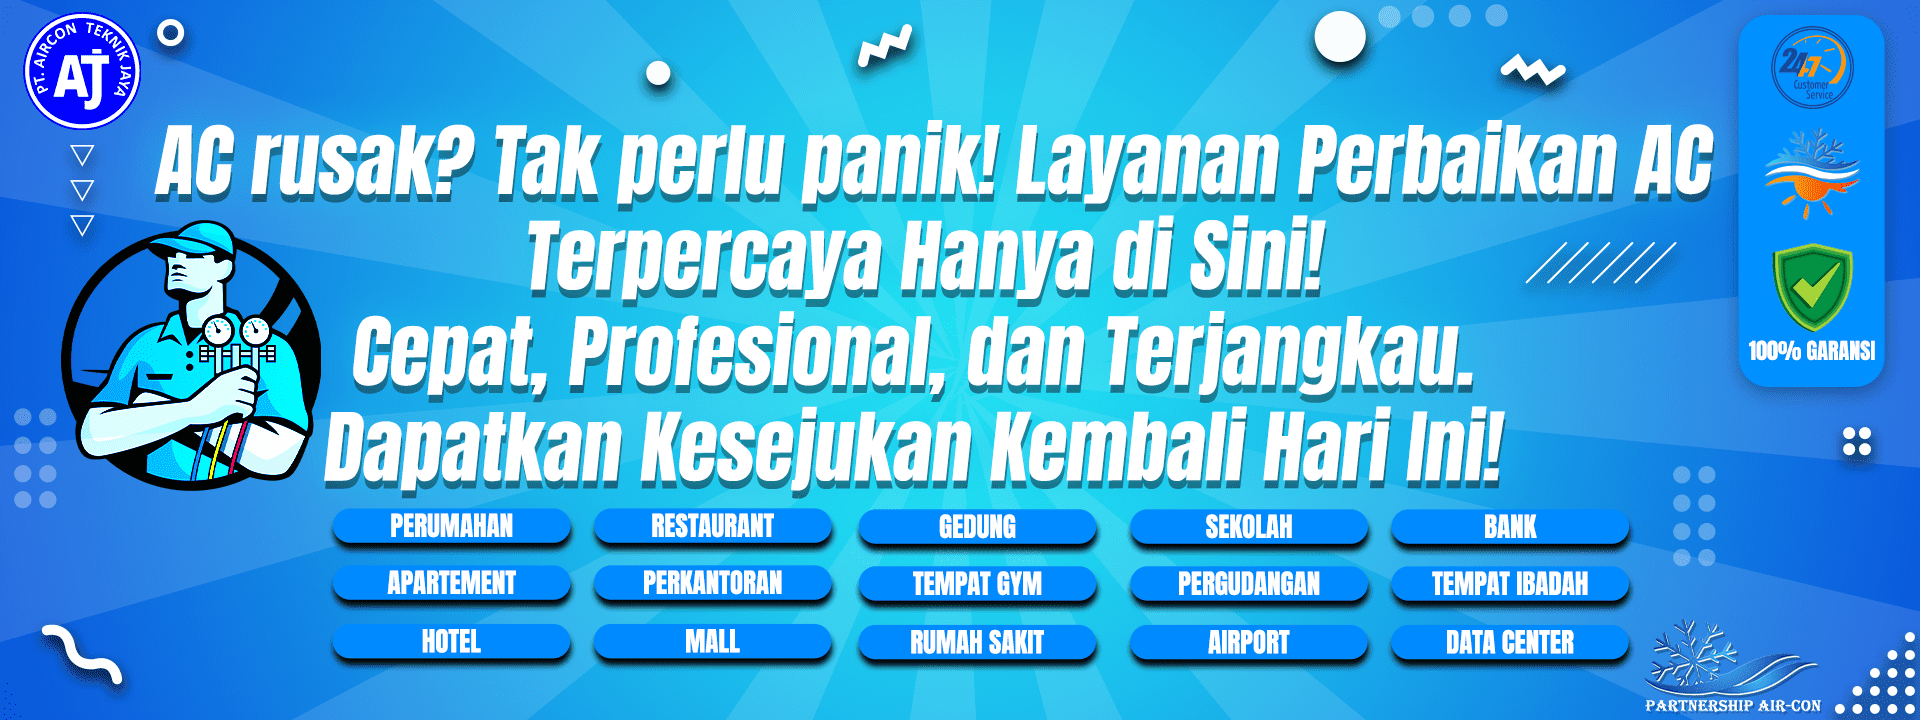 PT. AIRCON TEKNIK JAYA
AJ
24/7
Customer
Service
AC rusak? Tak perlu panik! Layanan Perbaikan AC
Terpercaya Hanya di Sini!
Cepat, Profesional, dan Terjangkau.
Dapatkan Kesejukan Kembali Hari Ini!
100% GARANSI
PERUMAHAN RESTAURANT GEDUNG SEKOLAH BANK
APARTEMENT PERKANTORAN TEMPAT GYM PERGUDANGAN TEMPAT IBADAH
HOTEL MALL RUMAH SAKIT AIRPORT DATA CENTER
PARTNERSHIP AIR-CON